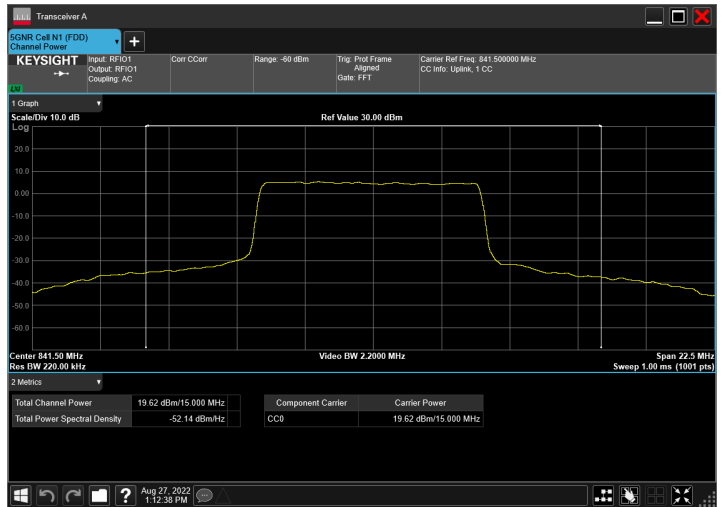 Transceiver A
5GNR Cell N1 (FDD)
Channel Power
+
KEYSIGHT
LXI
Input: RFIO1
Output: RFIO1
Coupling: AC
Corr CCorr
Range: -60 dBm
Trig: Prot Frame
Aligned
Gate: FFT
Carrier Ref Freq: 841.500000 MHz
CC Info: Uplink, 1 CC
1 Graph
Scale/Div 10.0 dB
Ref Value 30.00 dBm
Log
20.0
10.0
0.00
-10.0
-20.0
-30.0
-40.0
-50.0
-60.0
Center 841.50 MHz
Video BW 2.2000 MHz
Span 22.5 MHz
Res BW 220.00 kHz
Sweep 1.00 ms (1001 pts)
2 Metrics
Total Channel Power 19.62 dBm/15.000 MHz
Total Power Spectral Density -52.14 dBm/Hz
Component Carrier Carrier Power
CC0 19.62 dBm/15.000 MHz
?
Aug 27, 2022
1:12:38 PM